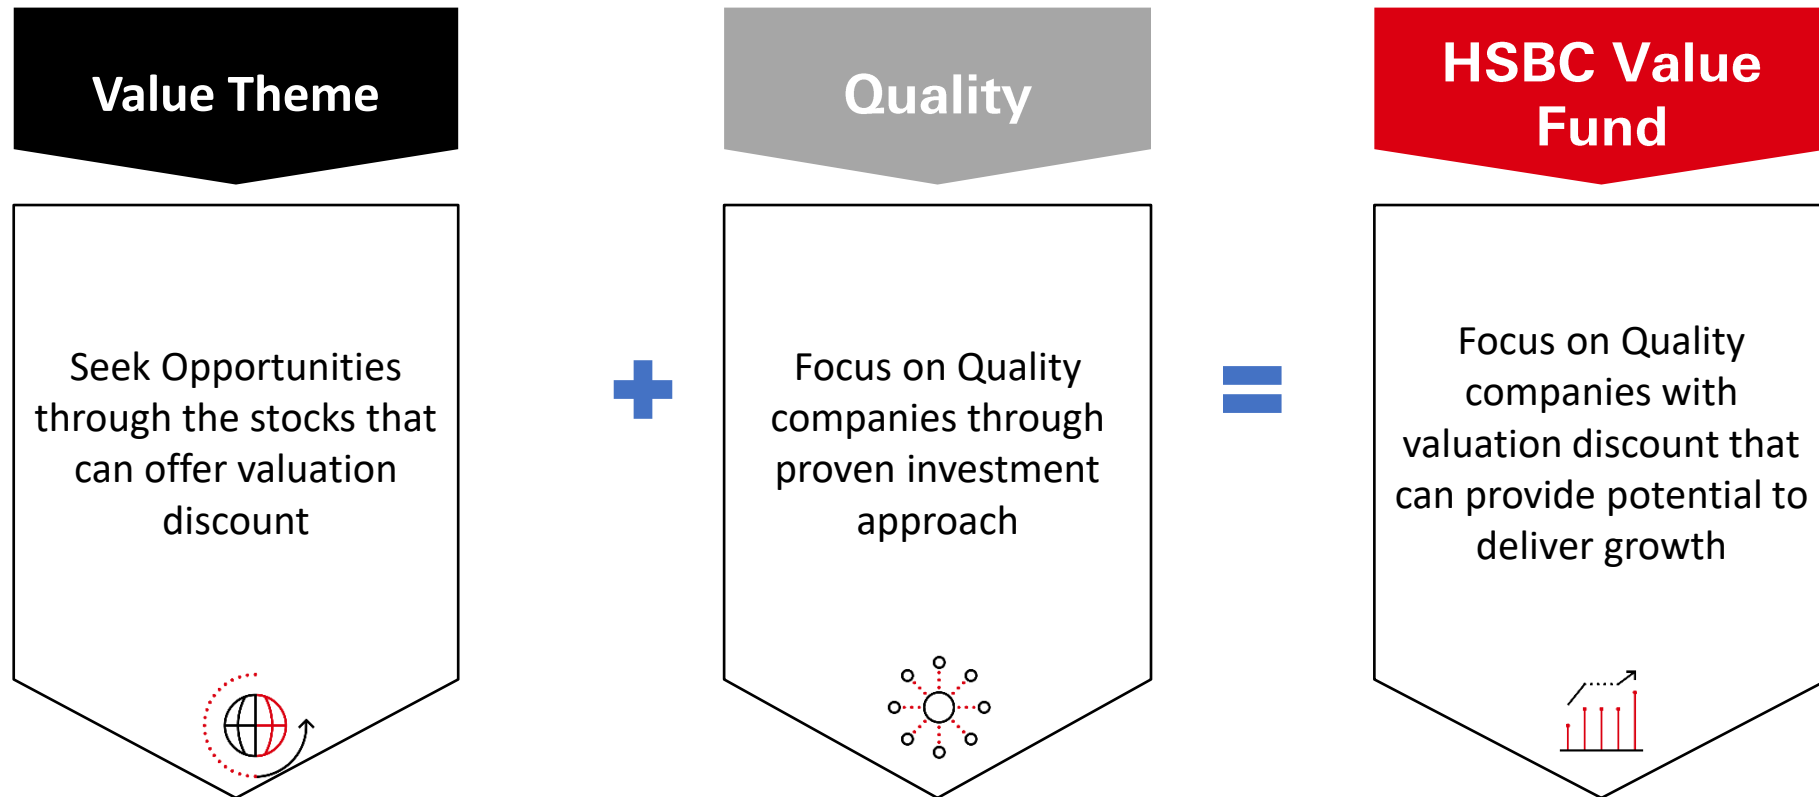 Value Theme
Seek Opportunities
through the stocks that
can offer valuation
discount
Quality
Focus on Quality
companies through
proven investment
approach
HSBC Value
Fund
Focus on Quality
companies with
valuation discount that
can provide potential to
deliver growth